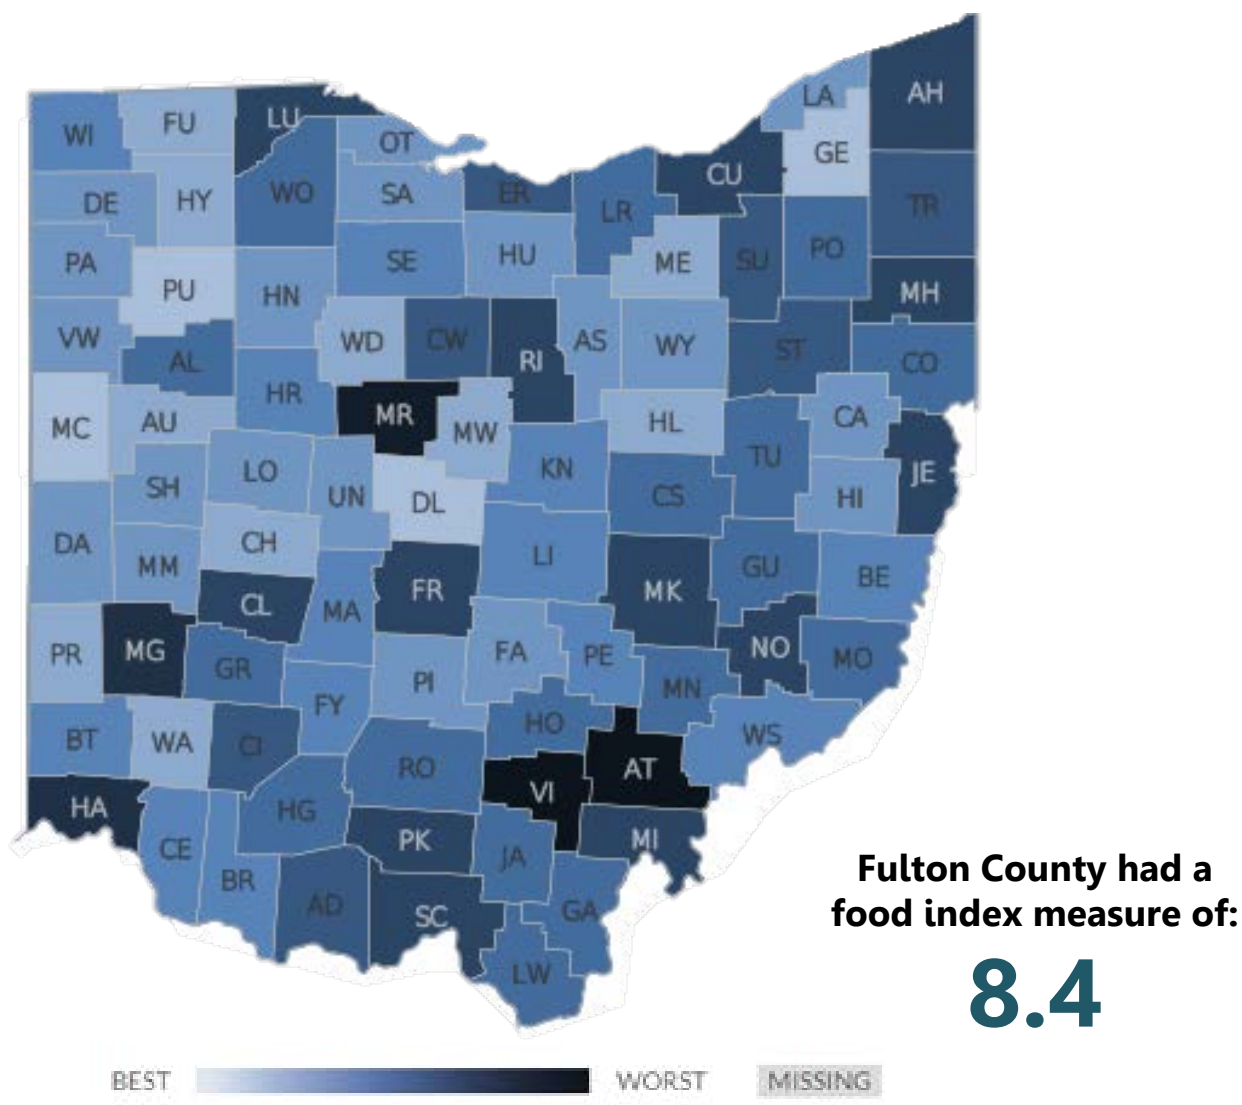 AH
LA
LU
FU
WI
OT
GE
CU
ER
SA
WO
HY
DE
TR
LR
PO
SU
ME
HU
SE
PA
PU
HN
MH
VW
WD
CW
AS
WY
ST
RI
AL
CO
HR
MR
MC
AU
MW
HL
CA
TU
KN
LO
JE
SH
UN
DL
CS
HI
DA
CH
MM
LI
GU
BE
FR
MK
CL
MA
PR
MG
GR
FA
PE
NO
MO
PI
MN
FY
HO
WS
BT
WA
CI
RO
AT
VI
HA
HG
PK
MI
CE
JA
BR
AD
SC
GA
LW
Fulton County had a
food index measure of:
8.4
BEST WORST MISSING